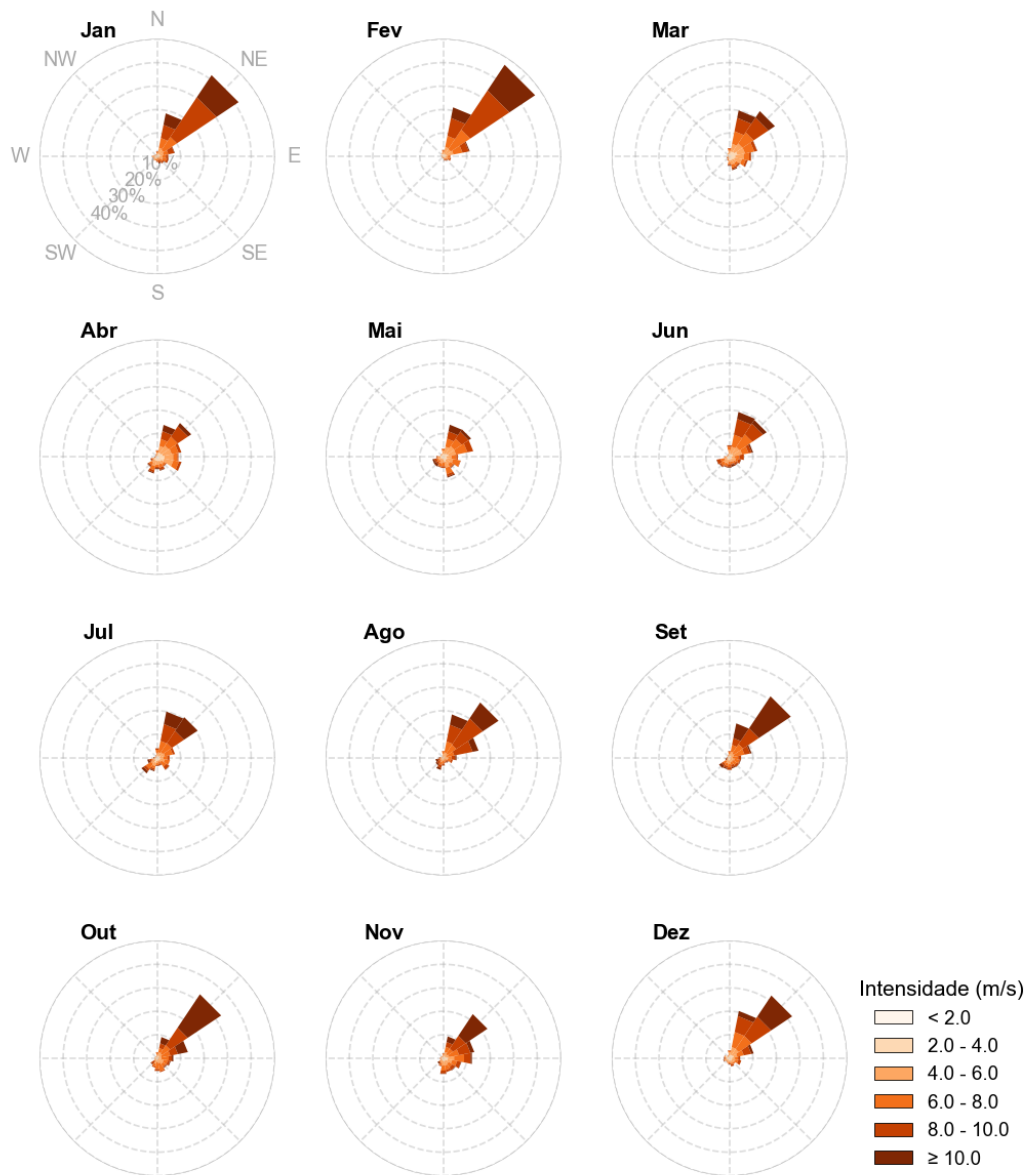 Jan
N
NW
NE
W
E
10%
20%
30%
40%
SW
SE
S
Fev
Mar
Abr
Mai
Jun
Jul
Ago
Set
Out
Nov
Dez
Intensidade (m/s)
< 2.0
2.0 - 4.0
4.0 - 6.0
6.0 - 8.0
8.0 - 10.0
≥ 10.0